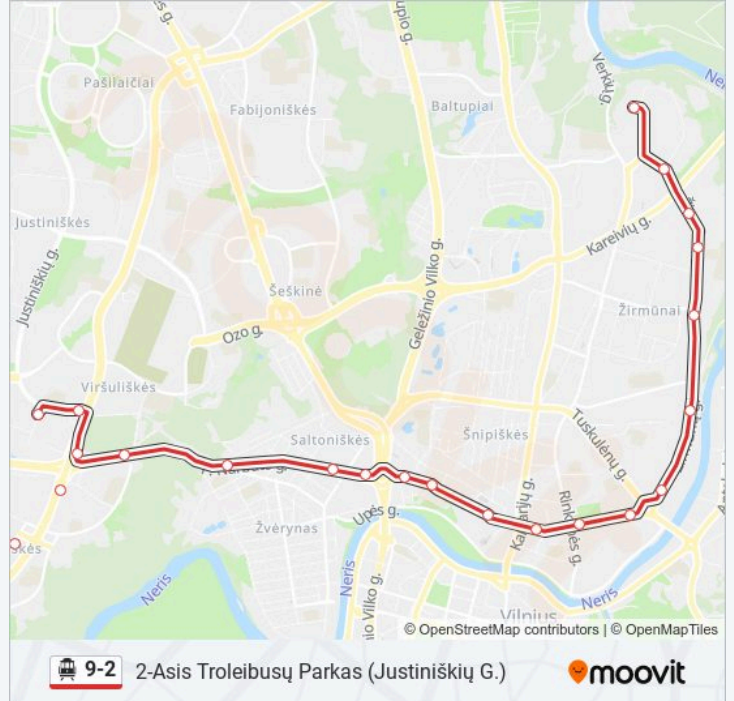 Pašilaičiai
Fabijoniškės
Baltupiai
Verkių g.
Justiniškės
Kareivių g.
Justiniškių g.
Geležinio Vilko g.
Šeškinė
Žirmūnai
Ozo g.
Viršuliškės
Tuskulėnų g.
Saltoniškės
Šnipiškės
Upės g.
Žvėrynas
Neris
Neris
Neris
Vilnius
© OpenStreetMap contributors | © OpenMapTiles
9-2 2-Asis Troleibusų Parkas (Justiniškių G.) moovit